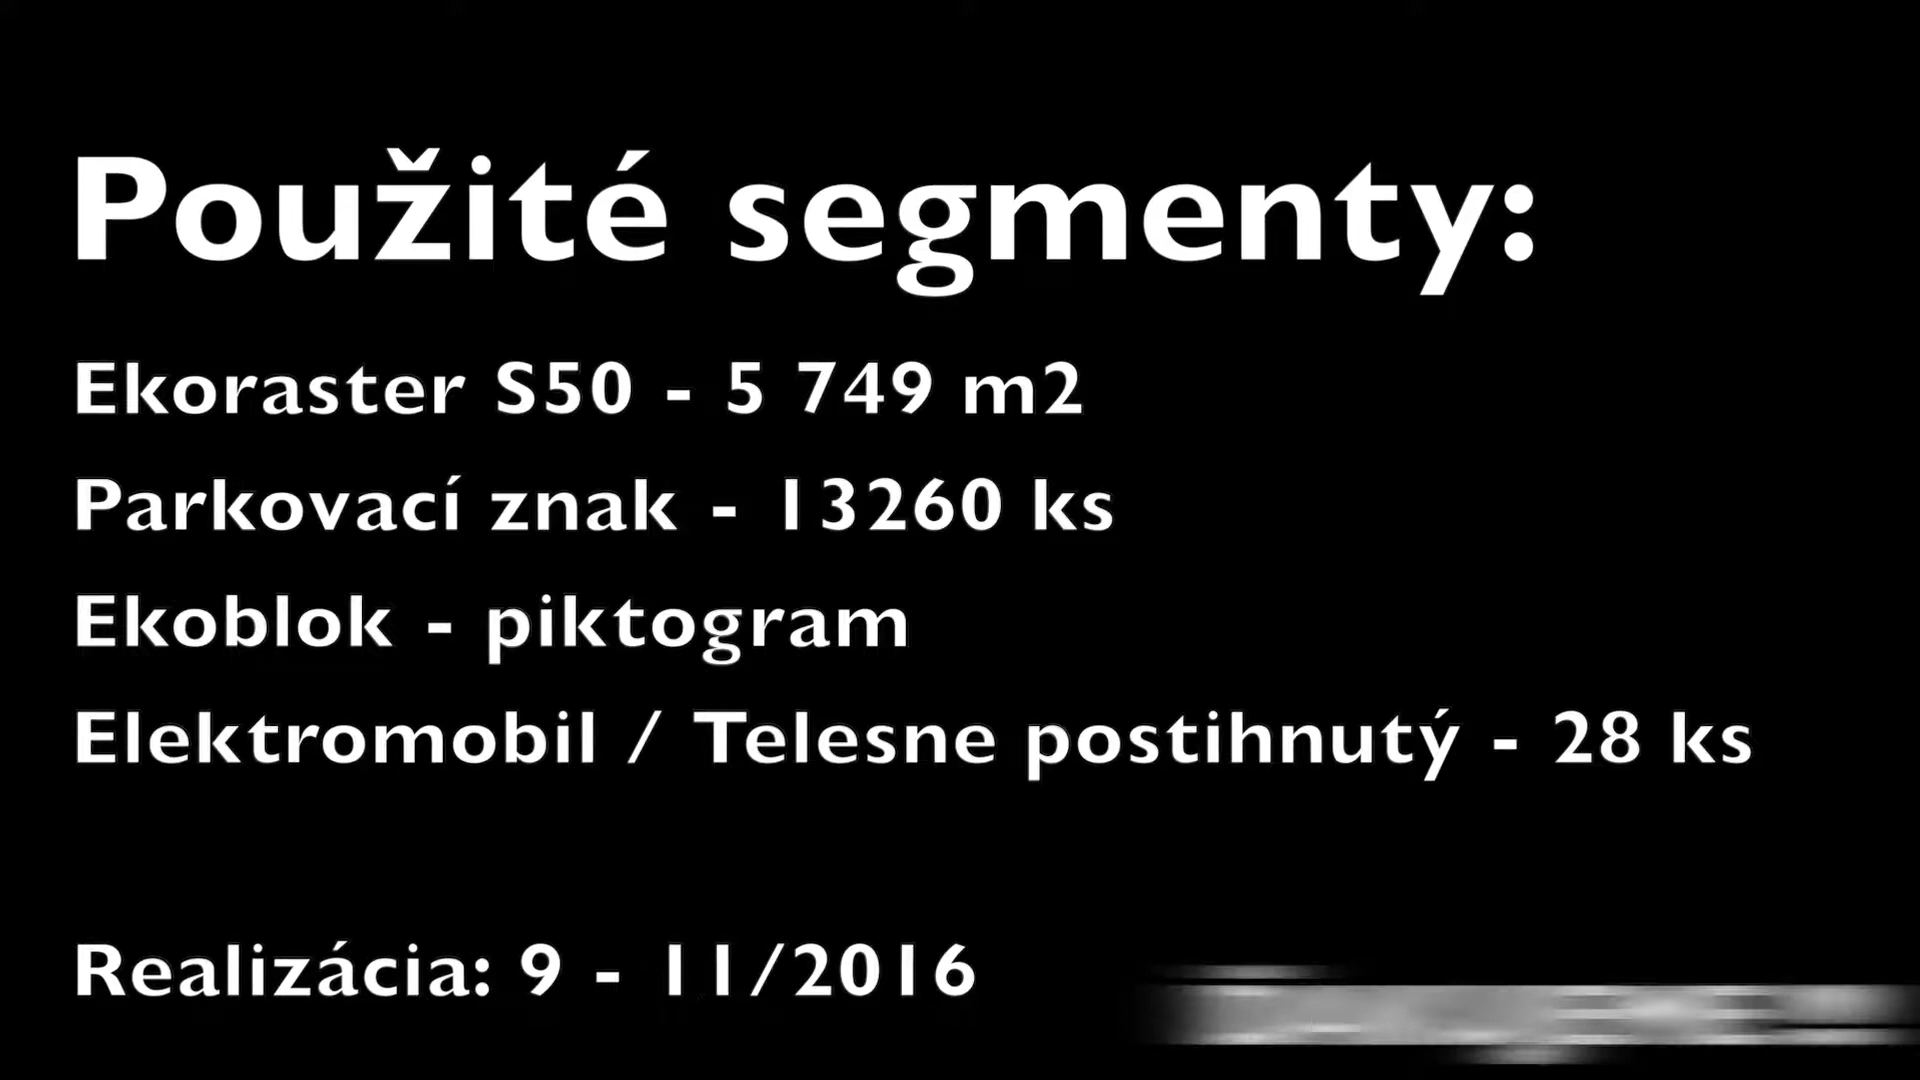 Použité segmenty:
Ekoraster S50 - 5 749 m2
Parkovací znak - 13260 ks
Ekoblok - piktogram
Elektromobil / Telesne postihnutý - 28 ks
Realizácia: 9 - 11/2016